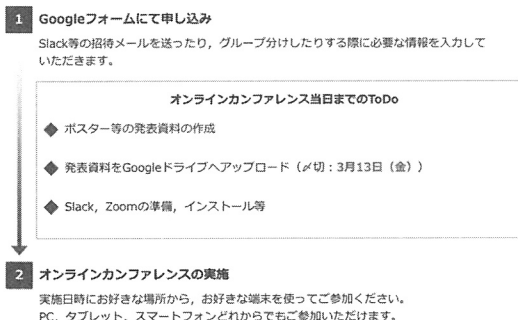 1 Googleフォームにて申し込み
Slack等の招待メールを送ったり，グループ分けしたりする際に必要な情報を入力して
いただきます。
オンラインカンファレンス当日までのToDo
◆ ポスター等の発表資料の作成
◆ 発表資料をGoogleドライブへアップロード（〆切：3月13日（金））
◆ Slack，Zoomの準備，インストール等
2 オンラインカンファレンスの実施
実施日時にお好きな場所から，お好きな端末を使ってご参加ください。
PC，タブレット，スマートフォンどれからでもご参加いただけます。